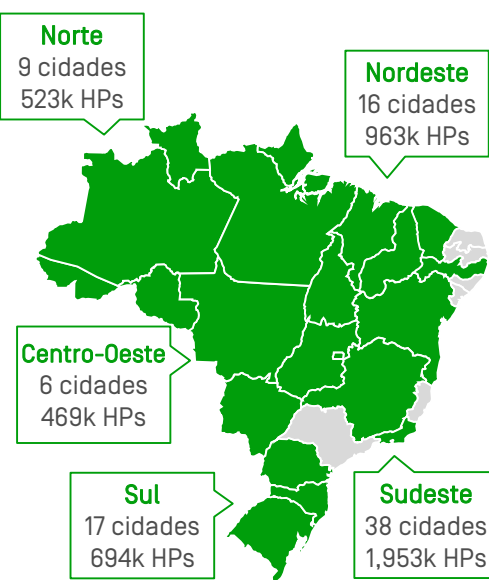 Norte
9 cidades
523k HPs
Nordeste
16 cidades
963k HPs
Centro-Oeste
6 cidades
469k HPs
Sul
17 cidades
694k HPs
Sudeste
38 cidades
1,953k HPs